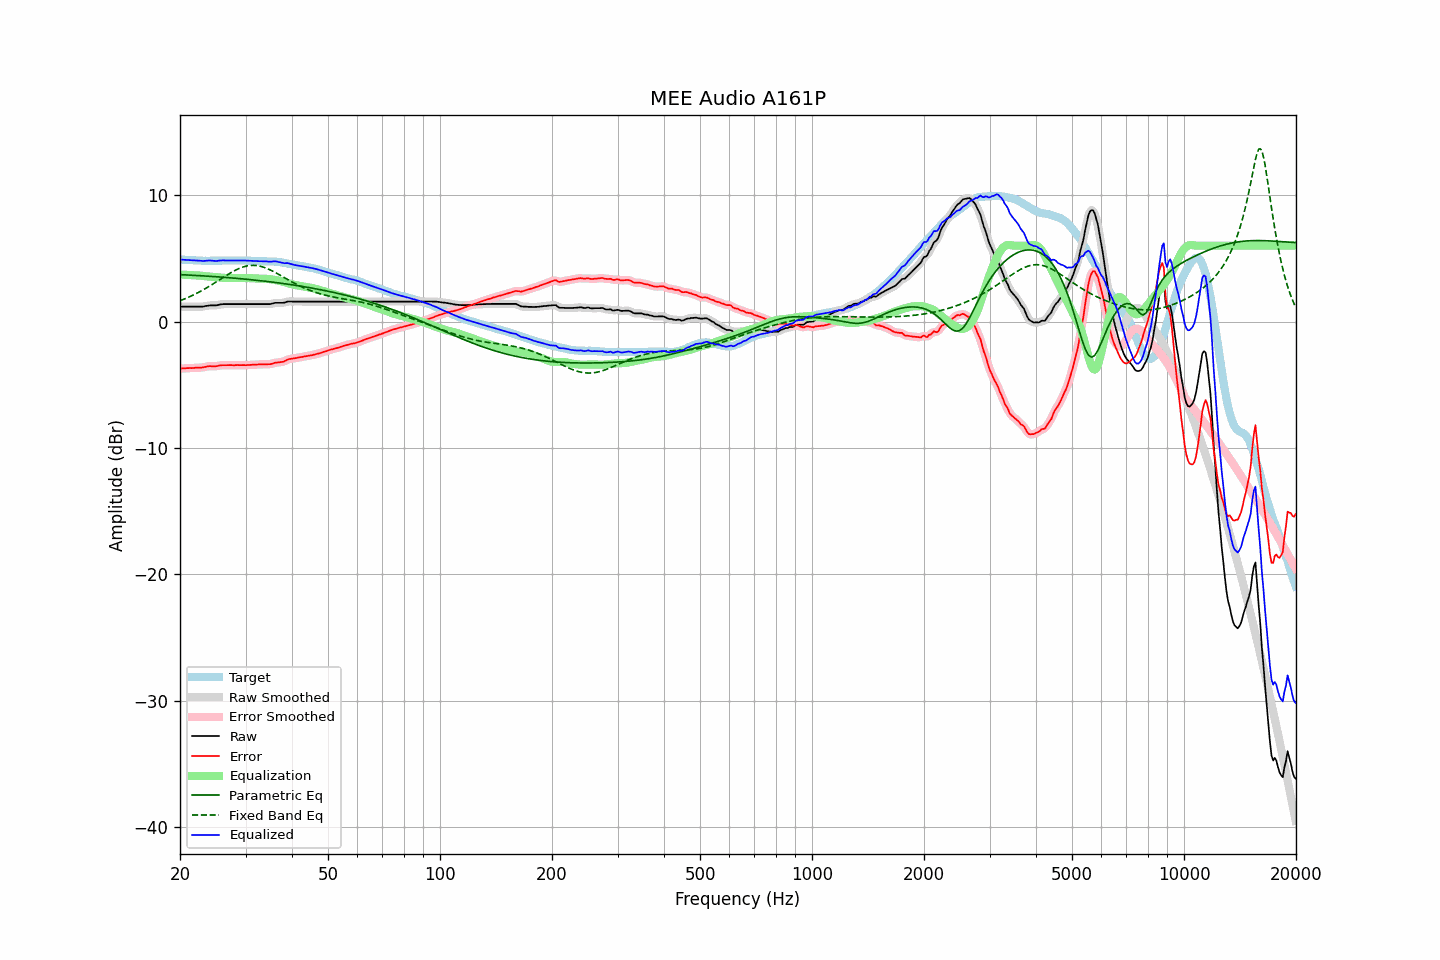 MEE Audio A161P
Amplitude (dBr)
10
0
−10
−20
−30
−40
Target
Raw Smoothed
Error Smoothed
Raw
Error
Equalization
Parametric Eq
Fixed Band Eq
Equalized
20 50 100 200 500 1000 2000 5000 10000 20000
Frequency (Hz)